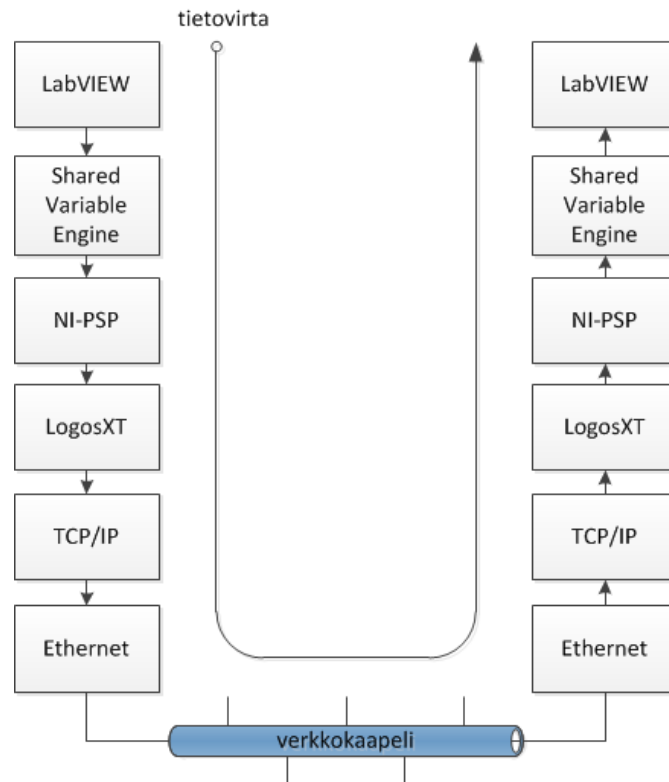 tietovirta
LabVIEW
Shared
Variable
Engine
NI-PSP
LogosXT
TCP/IP
Ethernet
LabVIEW
Shared
Variable
Engine
NI-PSP
LogosXT
TCP/IP
Ethernet
verkkokaapeli